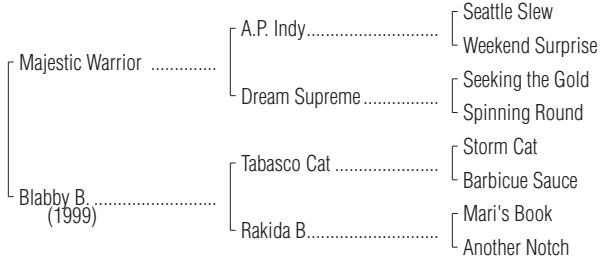 Seattle Slew
A.P. Indy..............................
Weekend Surprise
Majestic Warrior ..............
Seeking the Gold
Dream Supreme.................
Spinning Round
Storm Cat
Tabasco Cat .......................
Barbicue Sauce
Blabby B. ...........................
(1999)
Mari's Book
Rakida B..............................
Another Notch